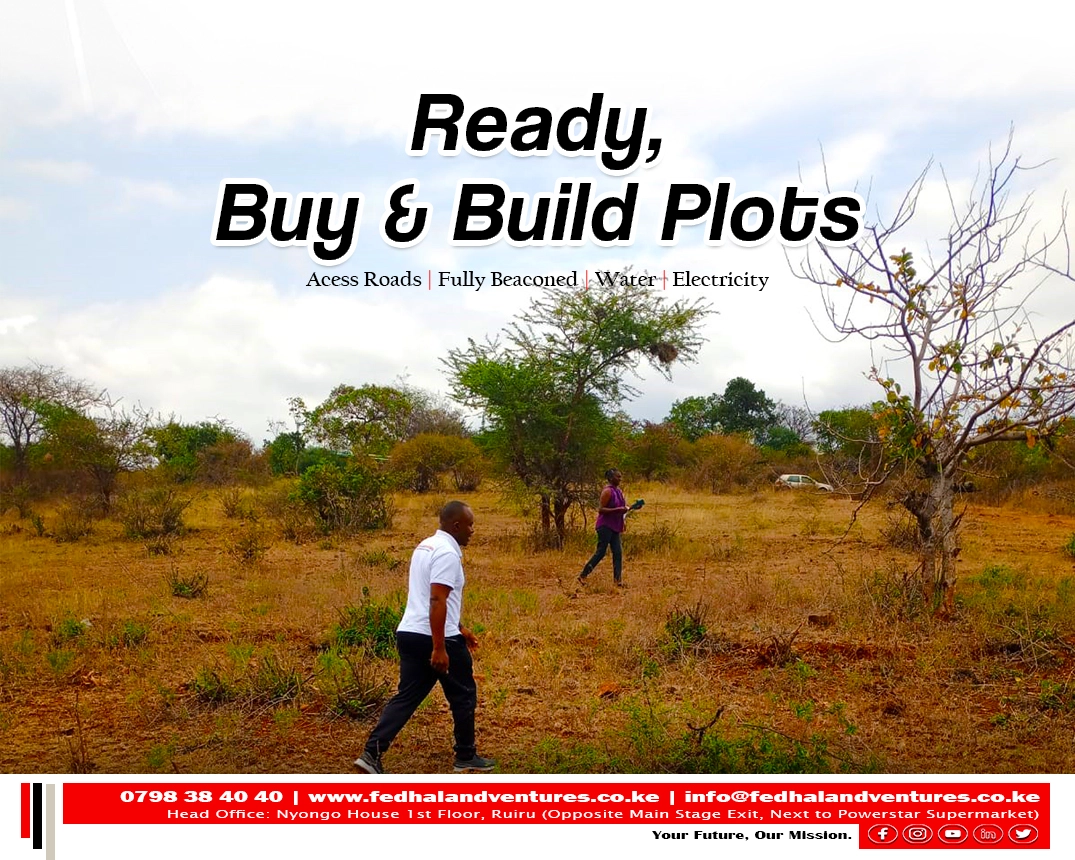 Ready,
Buy & Build Plots
Acess Roads | Fully Beaconed | Water | Electricity
0798 38 40 40 | www.fedhalandventures.co.ke | info@fedhalandventures.co.ke
Head Office: Nyongo House 1st Floor, Ruiru (Opposite Main Stage Exit, Next to Powerstar Supermarket)
Your Future, Our Mission.